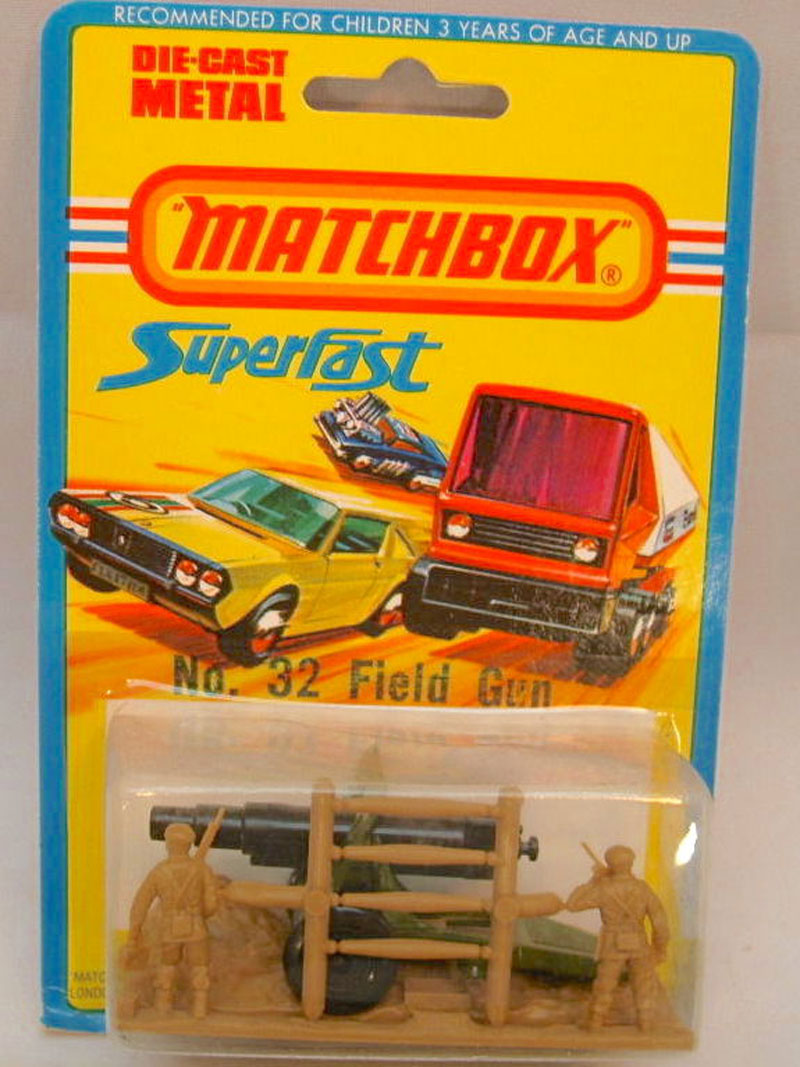 RECOMMENDED FOR CHILDREN 3 YEARS OF AGE AND UP
DIE-CAST
METAL
"MATCHBOX"®
Superfast
No. 32 Field Gun